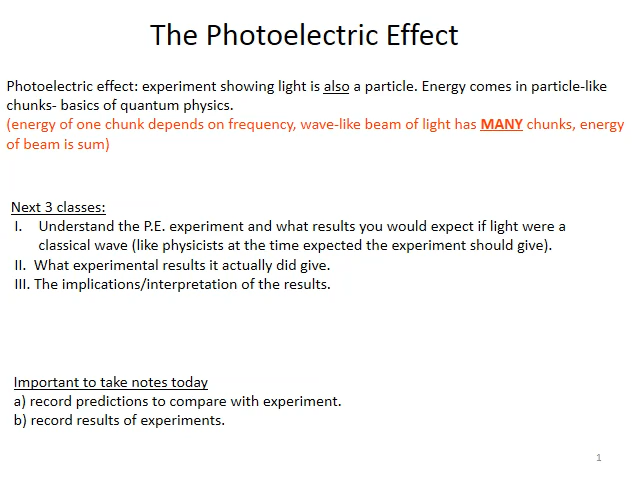 The Photoelectric Effect
Photoelectric effect: experiment showing light is also a particle. Energy comes in particle-like
chunks- basics of quantum physics.
(energy of one chunk depends on frequency, wave-like beam of light has MANY chunks, energy
of beam is sum)
Next 3 classes:
I. Understand the P.E. experiment and what results you would expect if light were a
classical wave (like physicists at the time expected the experiment should give).
II. What experimental results it actually did give.
III. The implications/interpretation of the results.
Important to take notes today
a) record predictions to compare with experiment.
b) record results of experiments.
1